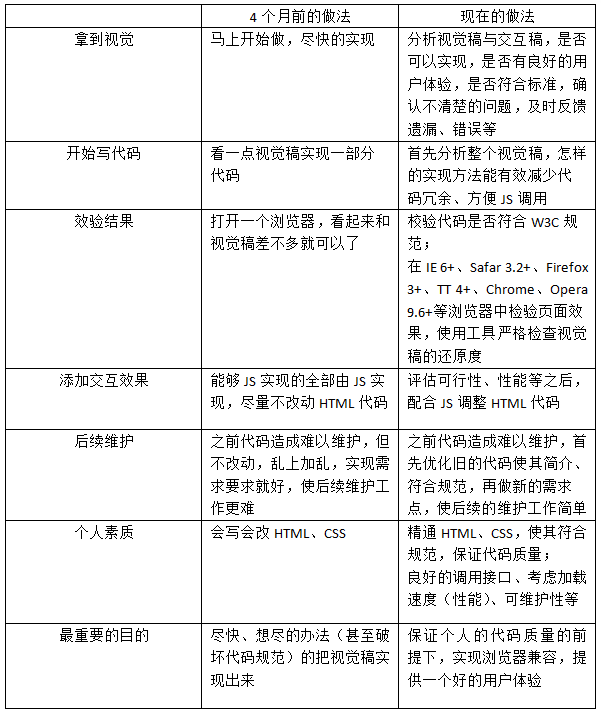 4 个月前的做法
现在的做法
拿到视觉
马上开始做，尽快的实现
分析视觉稿与交互稿，是否
可以实现，是否有良好的用
户体验，是否符合标准，确
认不清楚的问题，及时反馈
遗漏、错误等
开始写代码
看一点视觉稿实现一部分
代码
首先分析整个视觉稿，怎样
的实现方法能有效减少代
码冗余、方便 JS 调用
效验结果
打开一个浏览器，看起来和
视觉稿差不多就可以了
校验代码是否符合 W3C 规
范；
在 IE 6+、Safar 3.2+、Firefox
3+、TT 4+、Chrome、Opera
9.6+等浏览器中检验页面效
果，使用工具严格检查视觉
稿的还原度
添加交互效果
能够 JS 实现的全部由 JS 实
现，尽量不改动 HTML 代码
评估可行性、性能等之后，
配合 JS 调整 HTML 代码
后续维护
之前代码造成难以维护，但
不改动，乱上加乱，实现需
求要求就好，使后续维护工
作更难
之前代码造成难以维护，首
先优化旧的代码使其简介、
符合规范，再做新的需求
点，使后续的维护工作简单
个人素质
会写会改 HTML、CSS
精通 HTML、CSS，使其符合
规范，保证代码质量；
良好的调用接口、考虑加载
速度（性能）、可维护性等
最重要的目的
尽快、想尽的办法（甚至破
坏代码规范）的把视觉稿实
现出来
保证个人的代码质量的前
提下，实现浏览器兼容，提
供一个好的用户体验